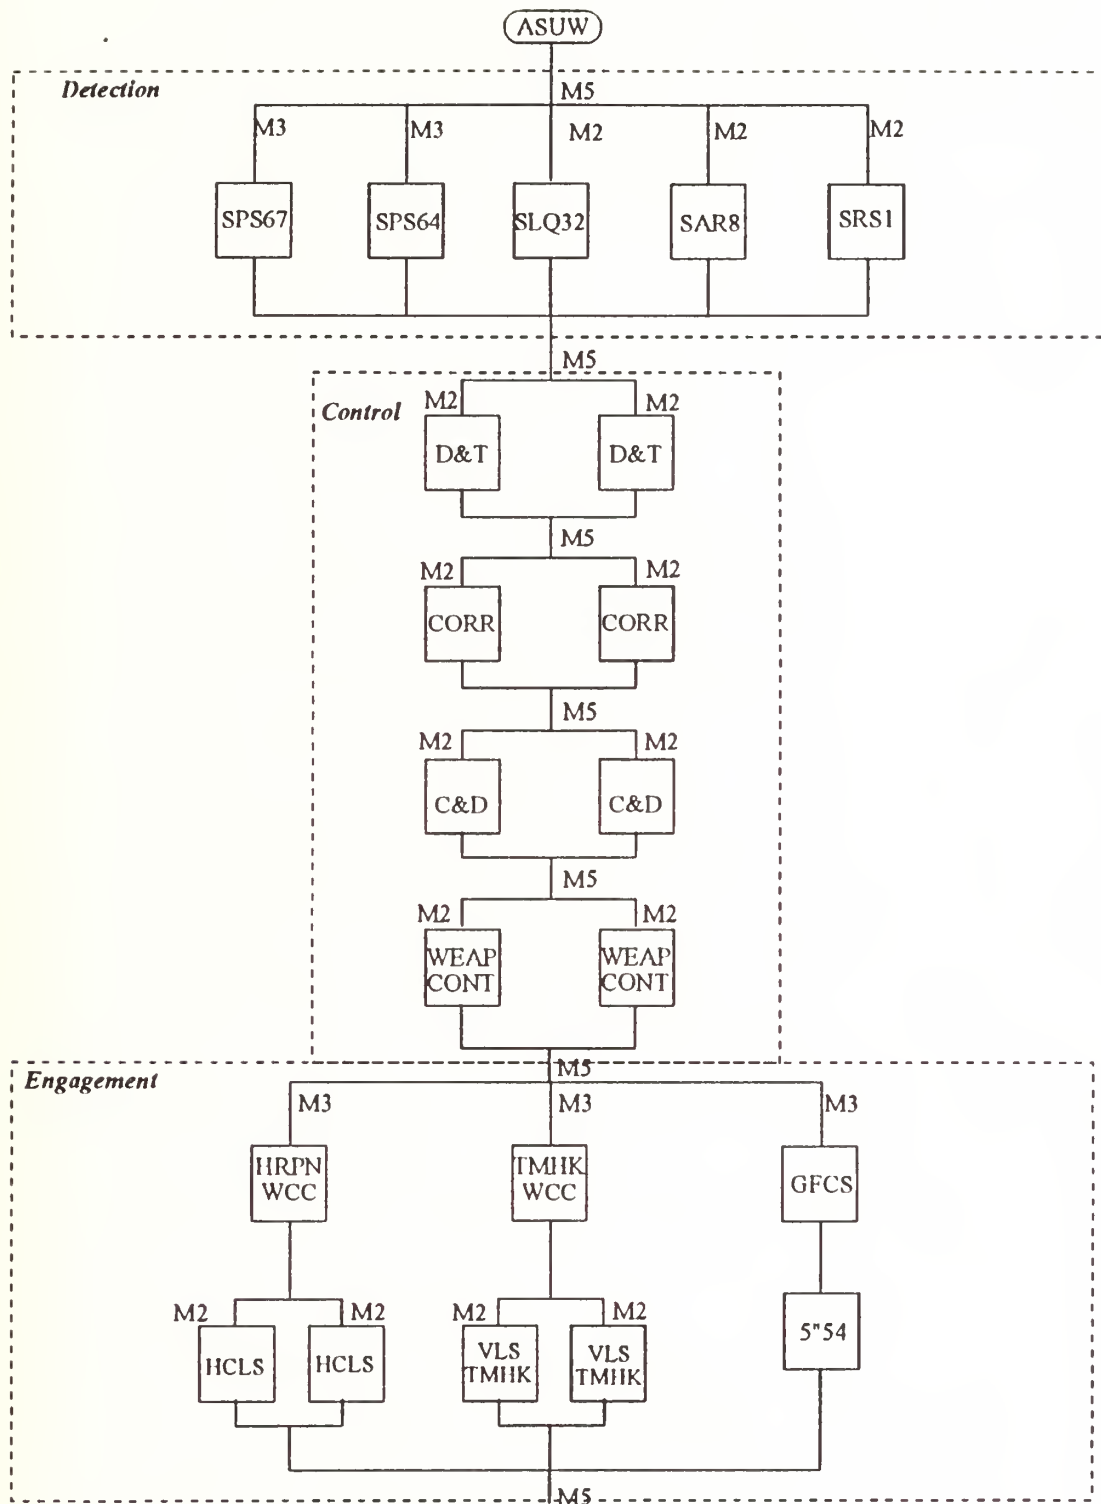 ASUW
Detection
M5
M3 M3 M2 M2 M2
SPS67 SPS64 SLQ32 SAR8 SRS1
M5
Control
M2 M2
D&T D&T
M5
M2 M2
CORR CORR
M5
M2 M2
C&D C&D
M5
M2 M2
WEAP CONT WEAP CONT
M5
Engagement
M3 M3 M3
HRPN WCC TMHK WCC GFCS
M2 M2 M2 M2
HCLS HCLS VLS TMHK VLS TMHK 5"54
M5